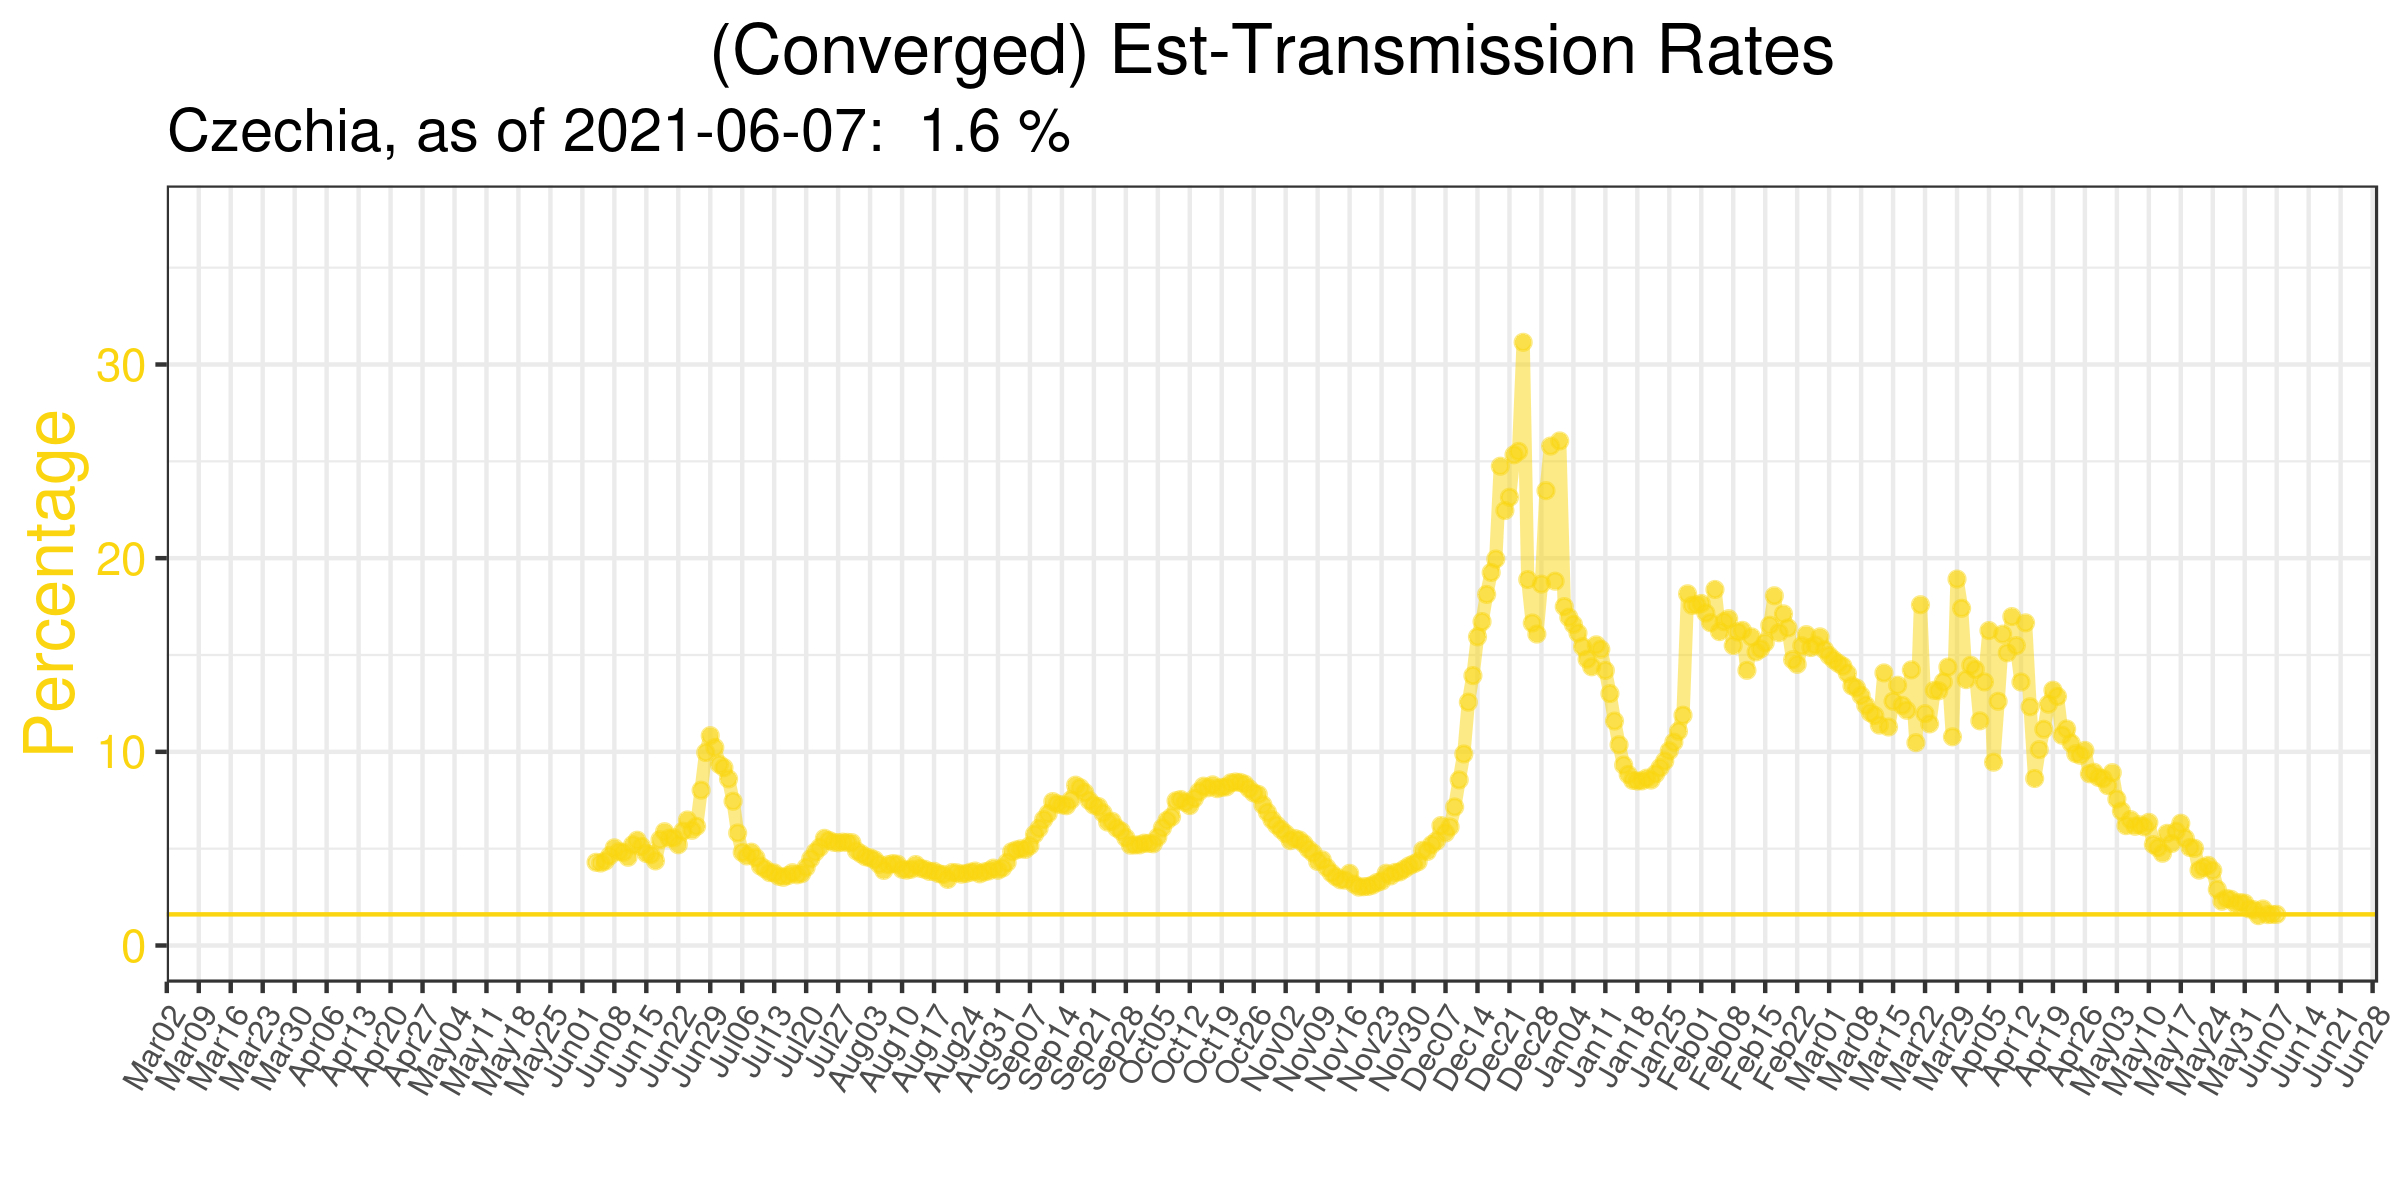 (Converged) Est-Transmission Rates
Czechia, as of 2021-06-07: 1.6 %
Percentage
30
20
10
0
Mar02
Mar09
Mar16
Mar23
Mar30
Apr06
Apr13
Apr20
Apr27
May04
May11
May18
May25
Jun01
Jun08
Jun15
Jun22
Jun29
Jul06
Jul13
Jul20
Jul27
Aug03
Aug10
Aug17
Aug24
Aug31
Sep07
Sep14
Sep21
Sep28
Oct05
Oct12
Oct19
Oct26
Nov02
Nov09
Nov16
Nov23
Nov30
Dec07
Dec14
Dec21
Dec28
Jan04
Jan11
Jan18
Jan25
Feb01
Feb08
Feb15
Feb22
Mar01
Mar08
Mar15
Mar22
Mar29
Apr05
Apr12
Apr19
Apr26
May03
May10
May17
May24
May31
Jun07
Jun14
Jun21
Jun28